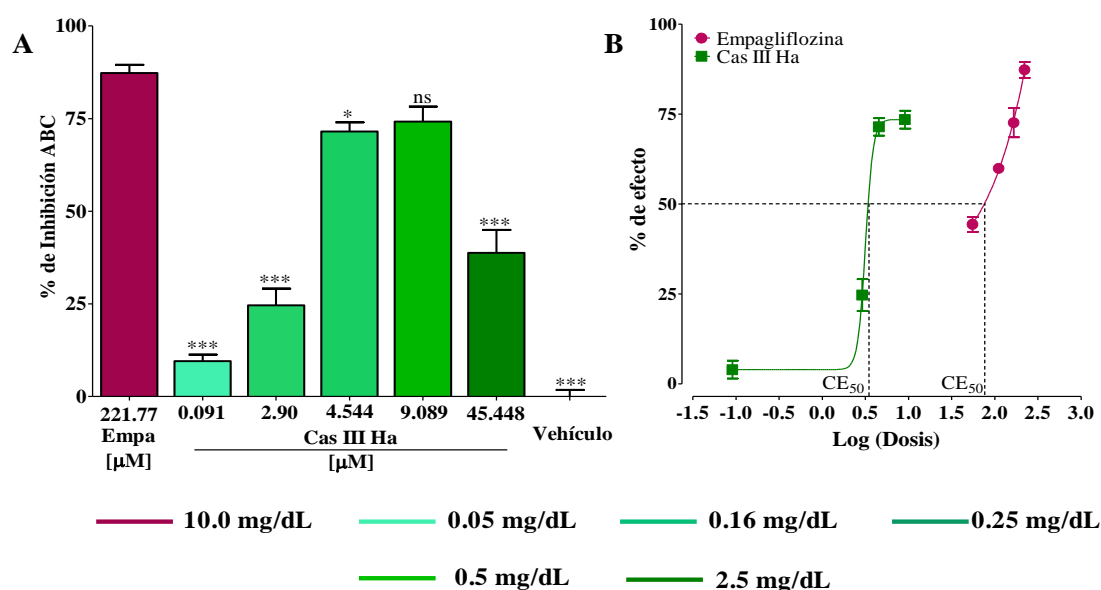 A
% de Inhibición ABC
100
75
50
25
0
***
***
*
ns
***
***
221.77 0.091 2.90 4.544 9.089 45.448
Empa
[µM]
Cas III Ha
[µM]
Vehículo
B
Empagliflozina
Cas III Ha
% de efecto
100
75
50
25
0
CE50 CE50
-1.5 -1.0 0.0 0.5 1.0 1.5 2.0 2.5 3.0
Log (Dosis)
10.0 mg/dL 0.05 mg/dL 0.16 mg/dL 0.25 mg/dL
0.5 mg/dL 2.5 mg/dL